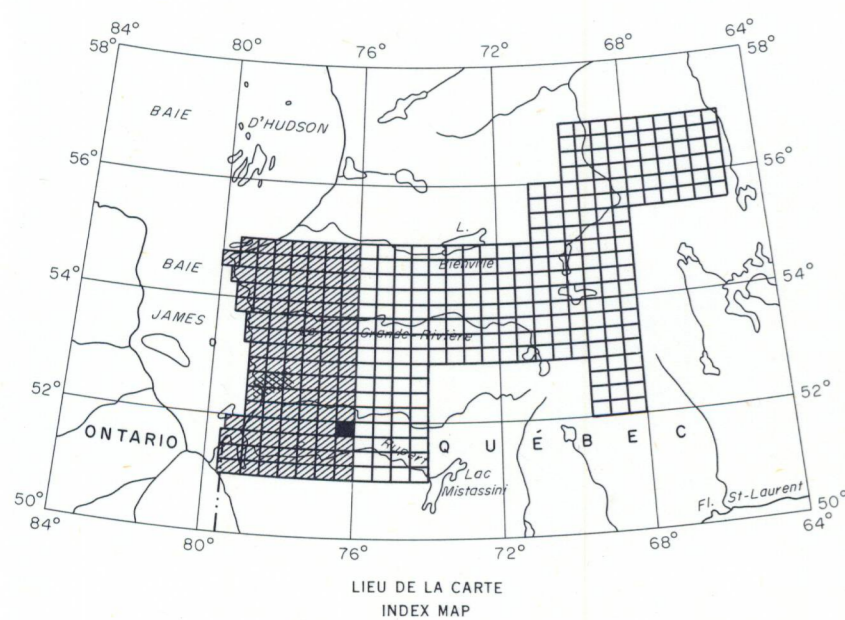 84° 80° 76° 72° 68° 64°
58° 58°
BAIE
D'HUDSON
56° 56°
L.
Bienville
BAIE
54° 54°
JAMES
La Grande-Rivière
52° 52°
ONTARIO
QUÉBEC
Rupert
Lac
Mistassini
Fl. St-Laurent
50° 50°
84° 80° 76° 72° 68° 64°
LIEU DE LA CARTE
INDEX MAP